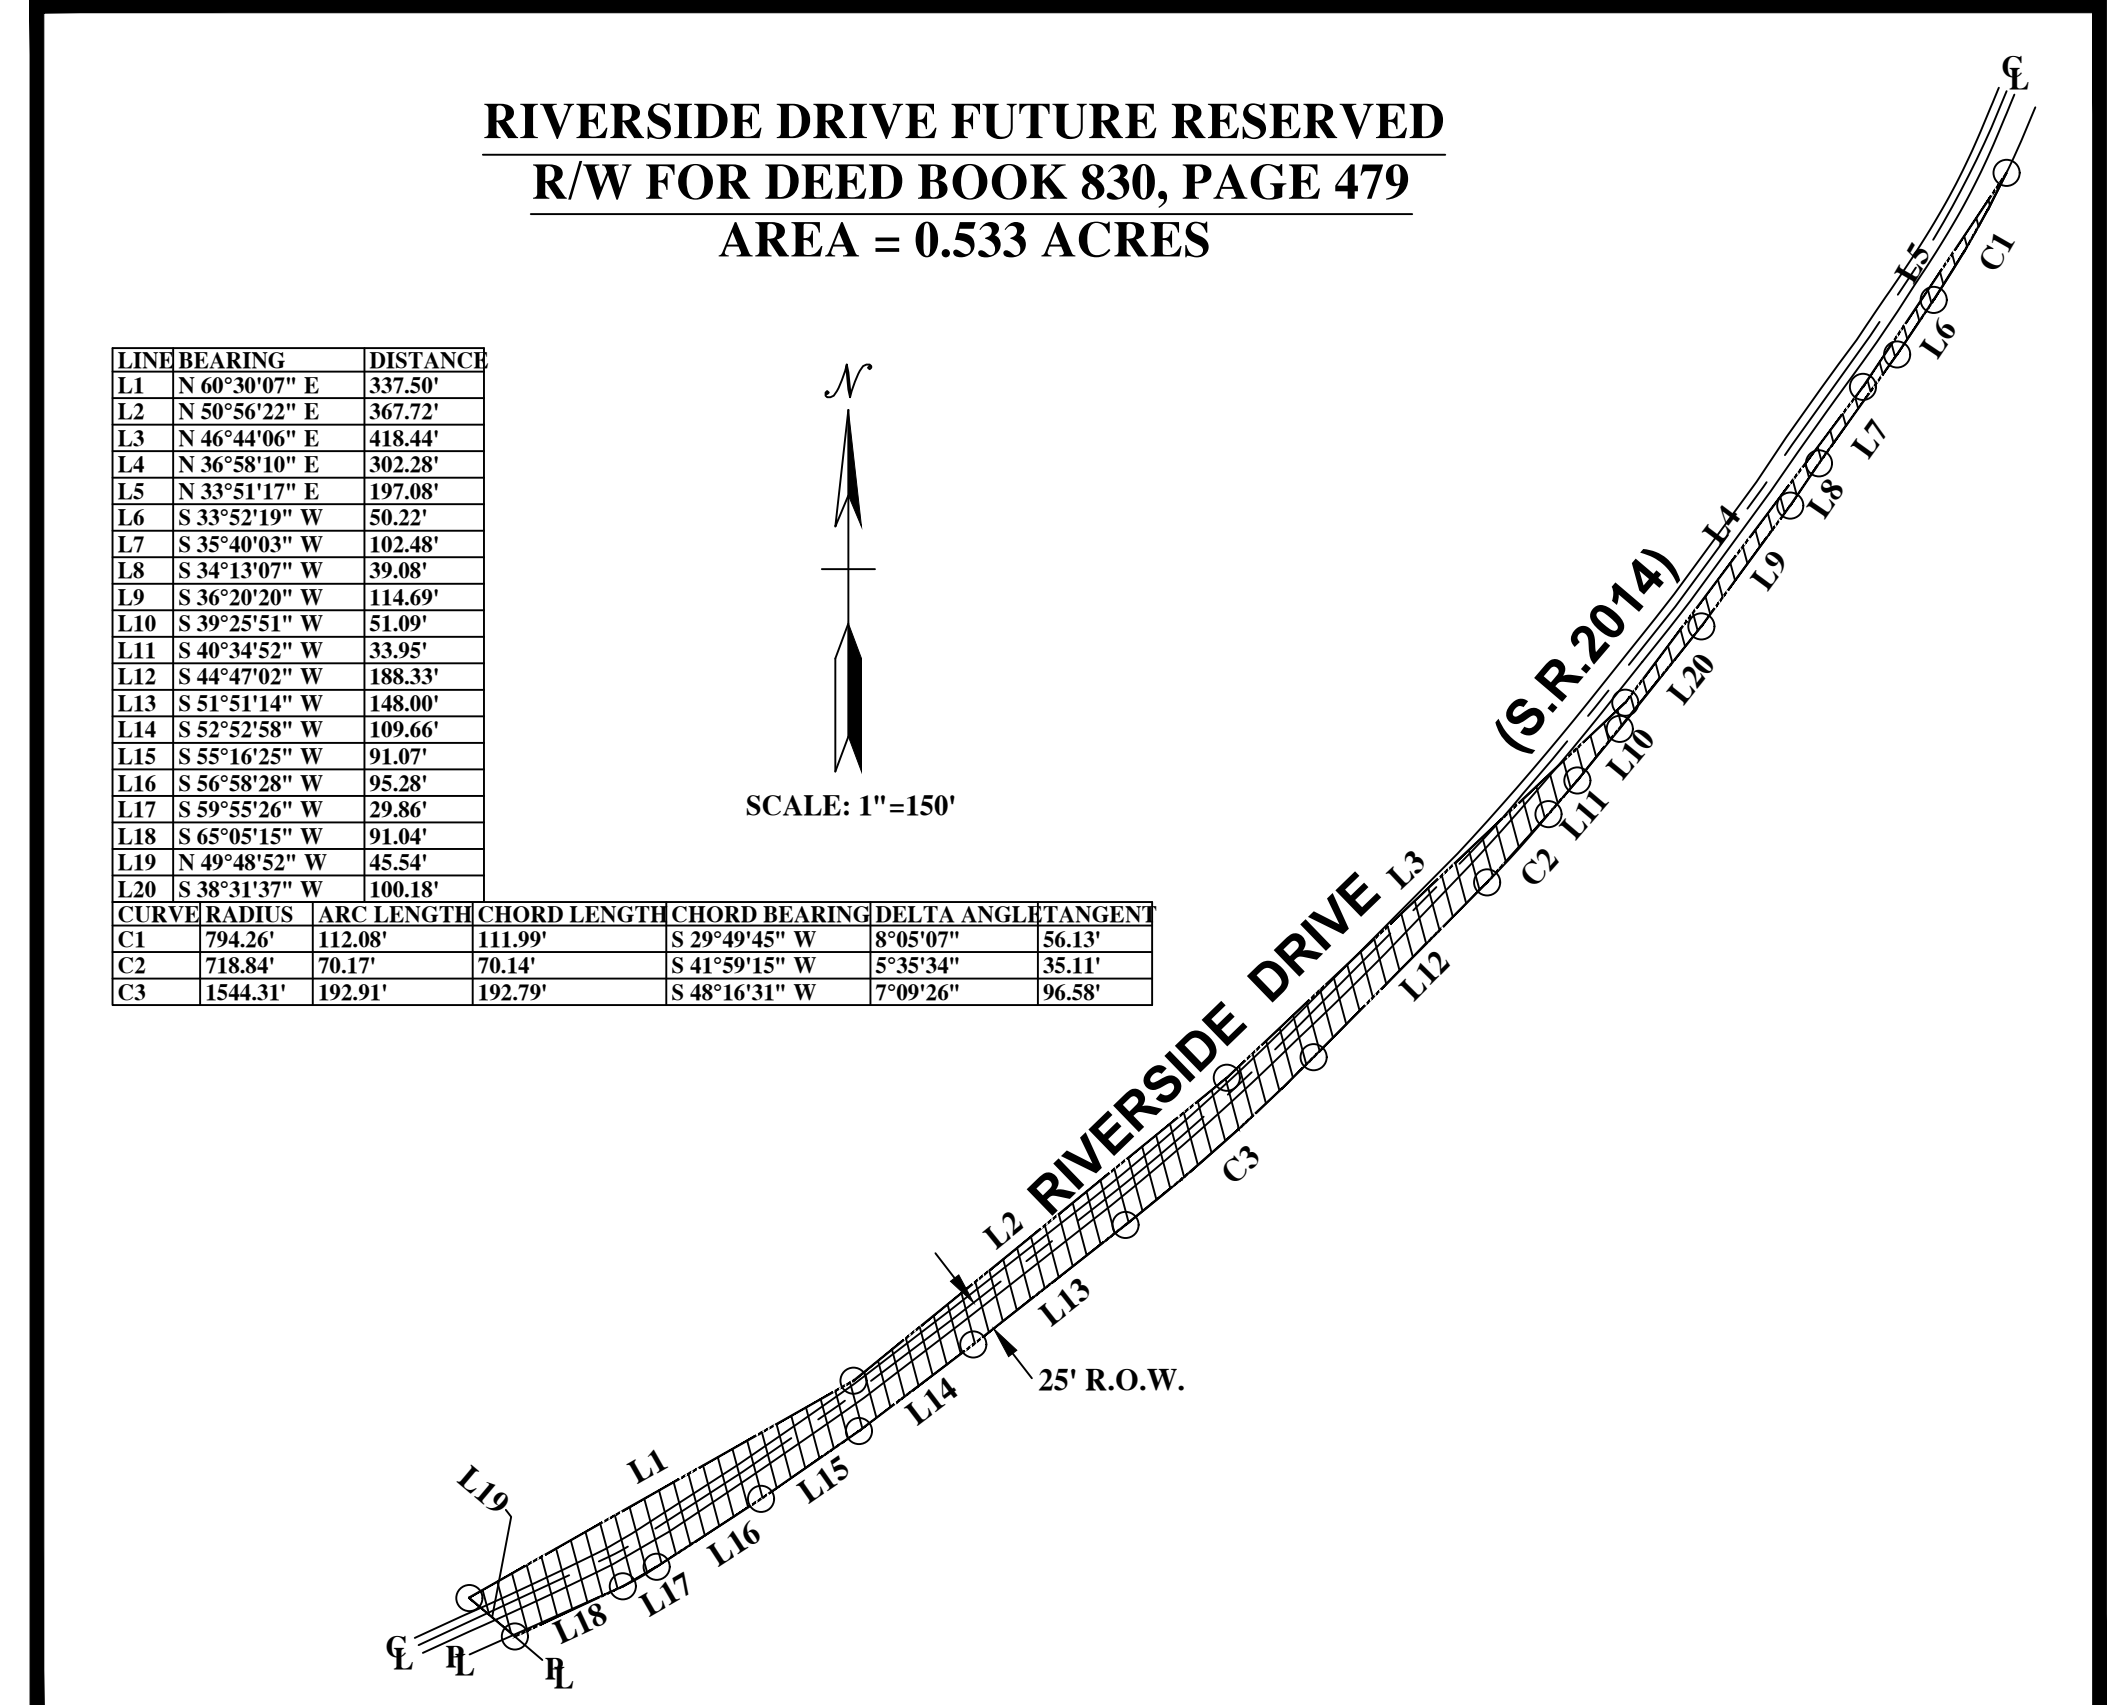 RIVERSIDE DRIVE FUTURE RESERVED
R/W FOR DEED BOOK 830, PAGE 479
AREA = 0.533 ACRES
LINE BEARING DISTANCE
L1 N 60°30'07" E 337.50'
L2 N 50°56'22" E 367.72'
L3 N 46°44'06" E 418.44'
L4 N 36°58'10" E 302.28'
L5 N 33°51'17" E 197.08'
L6 S 33°52'19" W 50.22'
L7 S 35°40'03" W 102.48'
L8 S 34°13'07" W 39.08'
L9 S 36°20'20" W 114.69'
L10 S 39°25'51" W 51.09'
L11 S 40°34'52" W 33.95'
L12 S 44°47'02" W 188.33'
L13 S 51°51'14" W 148.00'
L14 S 52°52'58" W 109.66'
L15 S 55°16'25" W 91.07'
L16 S 56°58'28" W 95.28'
L17 S 59°55'26" W 29.86'
L18 S 65°05'15" W 91.04'
L19 N 49°48'52" W 45.54'
L20 S 38°31'37" W 100.18'
CURVE RADIUS ARC LENGTH CHORD LENGTH CHORD BEARING DELTA ANGLE TANGENT
C1 794.26' 112.08' 111.99' S 29°49'45" W 8°05'07" 56.13'
C2 718.84' 70.17' 70.14' S 41°59'15" W 5°35'34" 35.11'
C3 1544.31' 192.91' 192.79' S 48°16'31" W 7°09'26" 96.58'
N
SCALE: 1"=150'
CL
C1
L5
L6
L7
L8
L4
L9
(S.R.2014)
L20
L10
L11
C2
L3
L12
RIVERSIDE DRIVE
C3
L2
L13
25' R.O.W.
L14
L1
L15
L19
L16
L17
L18
CL
PL
PL